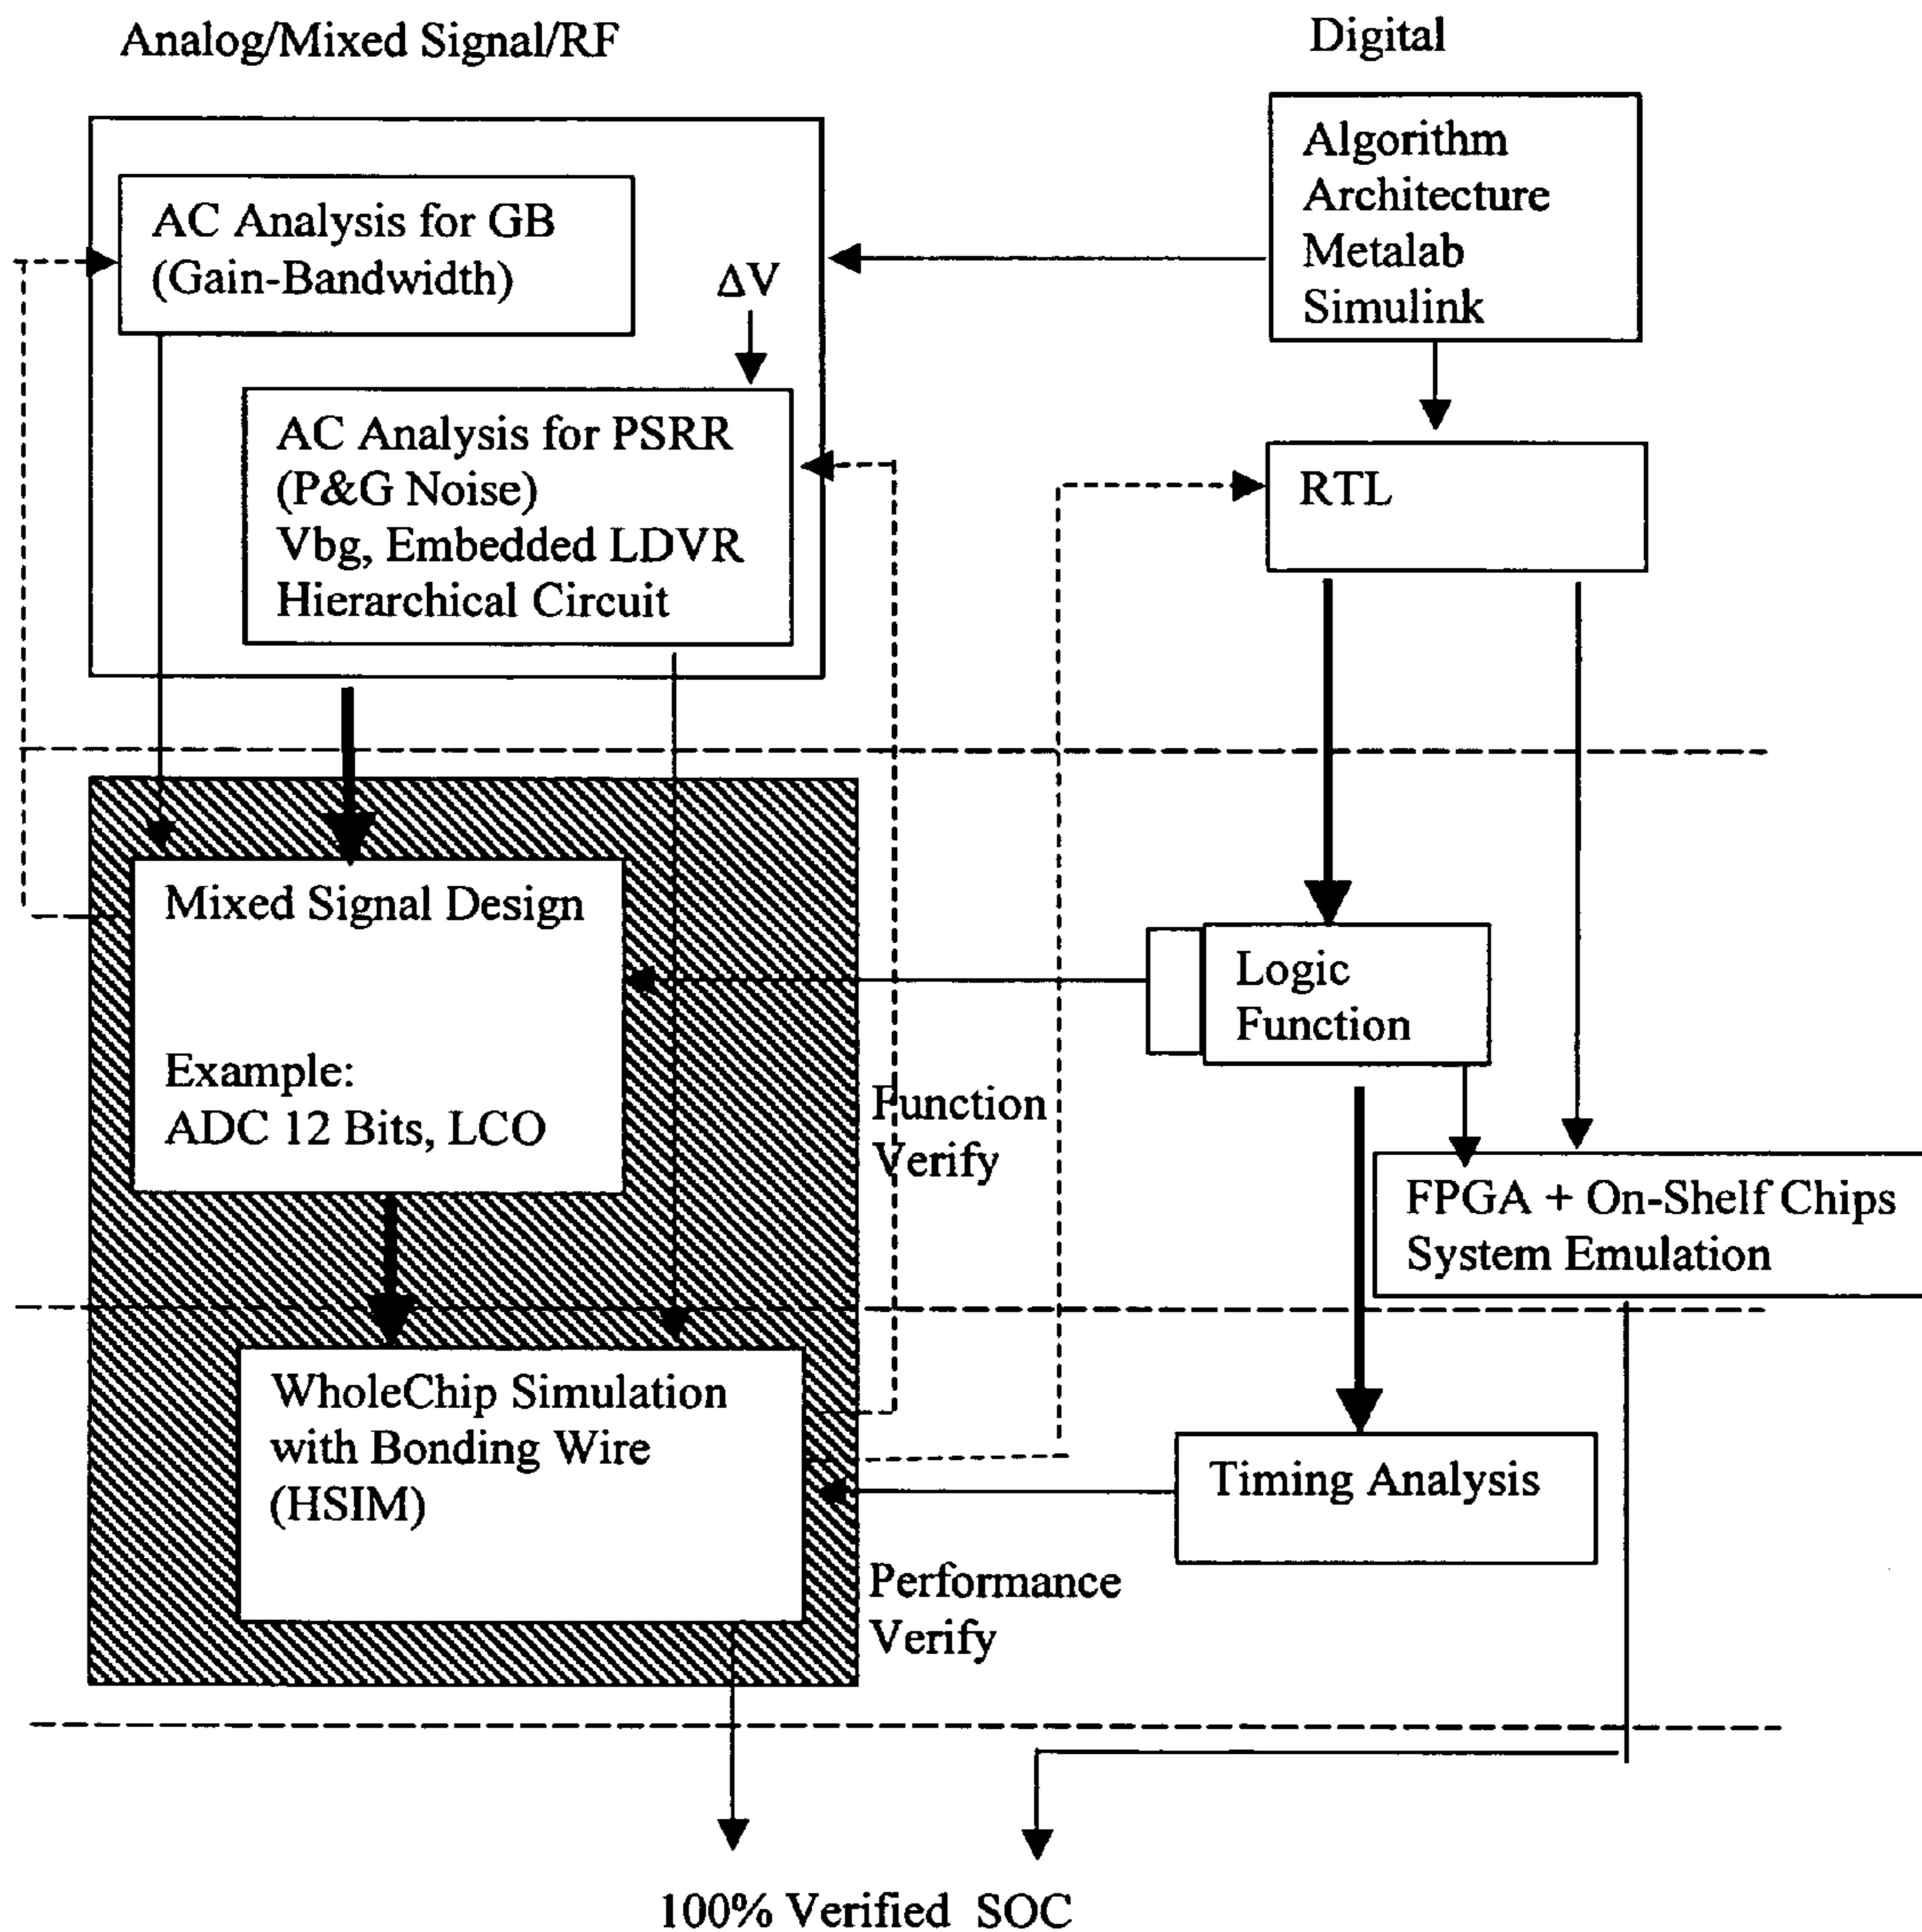 Analog/Mixed Signal/RF
Digital
AC Analysis for GB
(Gain-Bandwidth)
ΔV
AC Analysis for PSRR
(P&G Noise)
Vbg, Embedded LDVR
Hierarchical Circuit
Algorithm
Architecture
Metalab
Simulink
RTL
Mixed Signal Design
Example:
ADC 12 Bits, LCO
Logic
Function
Function
Verify
FPGA + On-Shelf Chips
System Emulation
WholeChip Simulation
with Bonding Wire
(HSIM)
Timing Analysis
Performance
Verify
100% Verified SOC